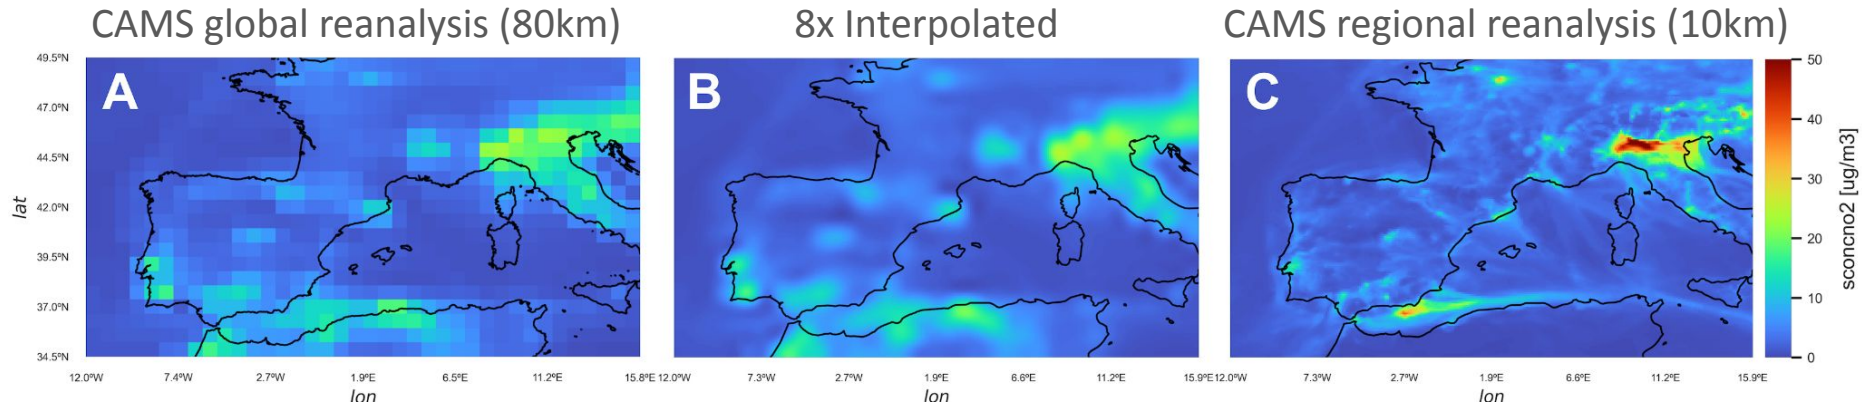 CAMS global reanalysis (80km)
8x Interpolated
CAMS regional reanalysis (10km)
A
B
C
49.5°N
47.0°N
44.5°N
42.0°N
39.5°N
37.0°N
34.5°N
lat
12.0°W 7.4°W 2.7°W 1.9°E 6.5°E 11.2°E 15.8°E
lon
12.0°W 7.3°W 2.7°W 1.9°E 6.6°E 11.2°E 15.9°E
lon
12.0°W 7.3°W 2.7°W 1.9°E 6.6°E 11.2°E 15.9°E
lon
50
40
30
20
10
0
sconcno2 [ug/m3]